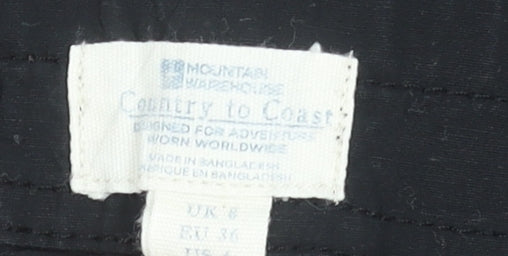 MOUNTAIN
WAREHOUSE
Country to Coast
DESIGNED FOR ADVENTURE
WORN WORLDWIDE
MADE IN BANGLADESH
FABRIQUE EN BANGLADESH
UK 8
EU 36
US